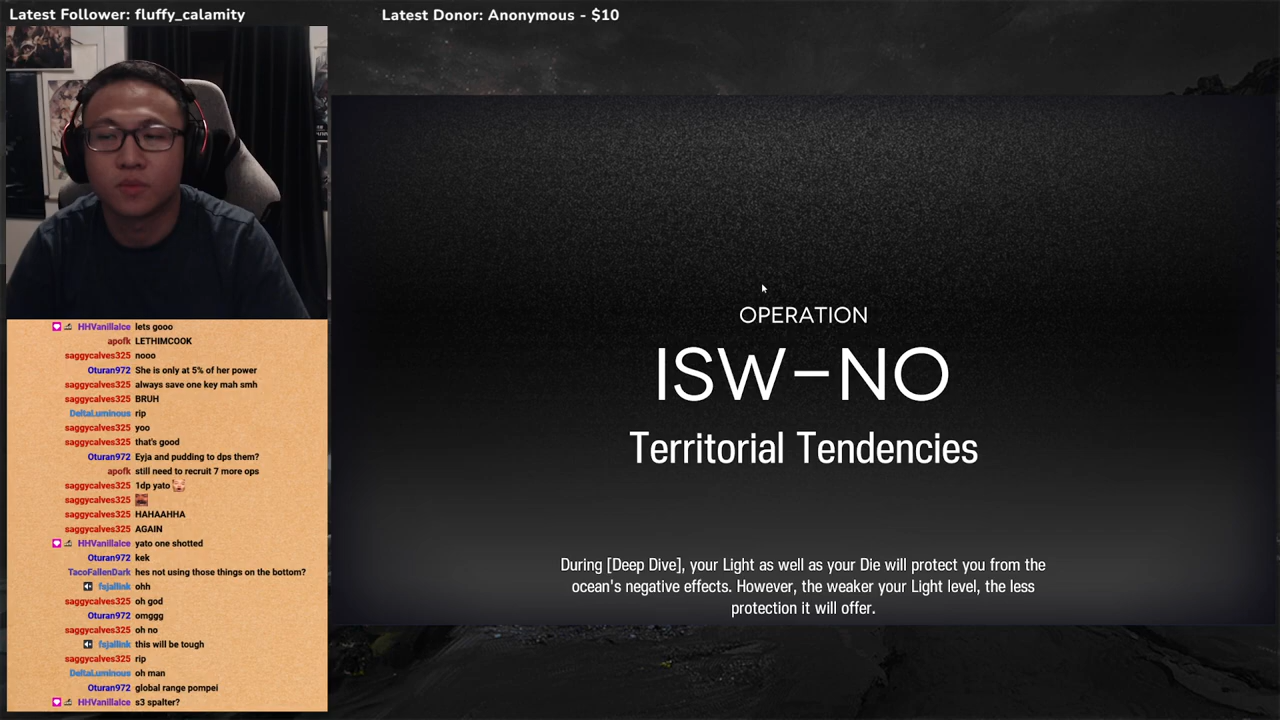 Latest Follower: fluffy_calamity
Latest Donor: Anonymous - $10
HHVanillaIce lets gooo
apofk LETHIMCOOK
saggycalves325 nooo
Oturan972 She is only at 5% of her power
saggycalves325 always save one key mah smh
saggycalves325 BRUH
DeltaLuminous rip
saggycalves325 yoo
saggycalves325 that's good
Oturan972 Eyja and pudding to dps them?
apofk still need to recruit 7 more ops
saggycalves325 1dp yato
saggycalves325
saggycalves325 HAHAAHHA
saggycalves325 AGAIN
HHVanillaIce yato one shotted
Oturan972 kek
TacoFallenDark hes not using those things on the bottom?
fsjallink ohh
saggycalves325 oh god
Oturan972 omggg
saggycalves325 oh no
fsjallink this will be tough
saggycalves325 rip
DeltaLuminous oh man
Oturan972 global range pompei
HHVanillaIce s3 spalter?
OPERATION
ISW-NO
Territorial Tendencies
During [Deep Dive], your Light as well as your Die will protect you from the
ocean's negative effects. However, the weaker your Light level, the less
protection it will offer.